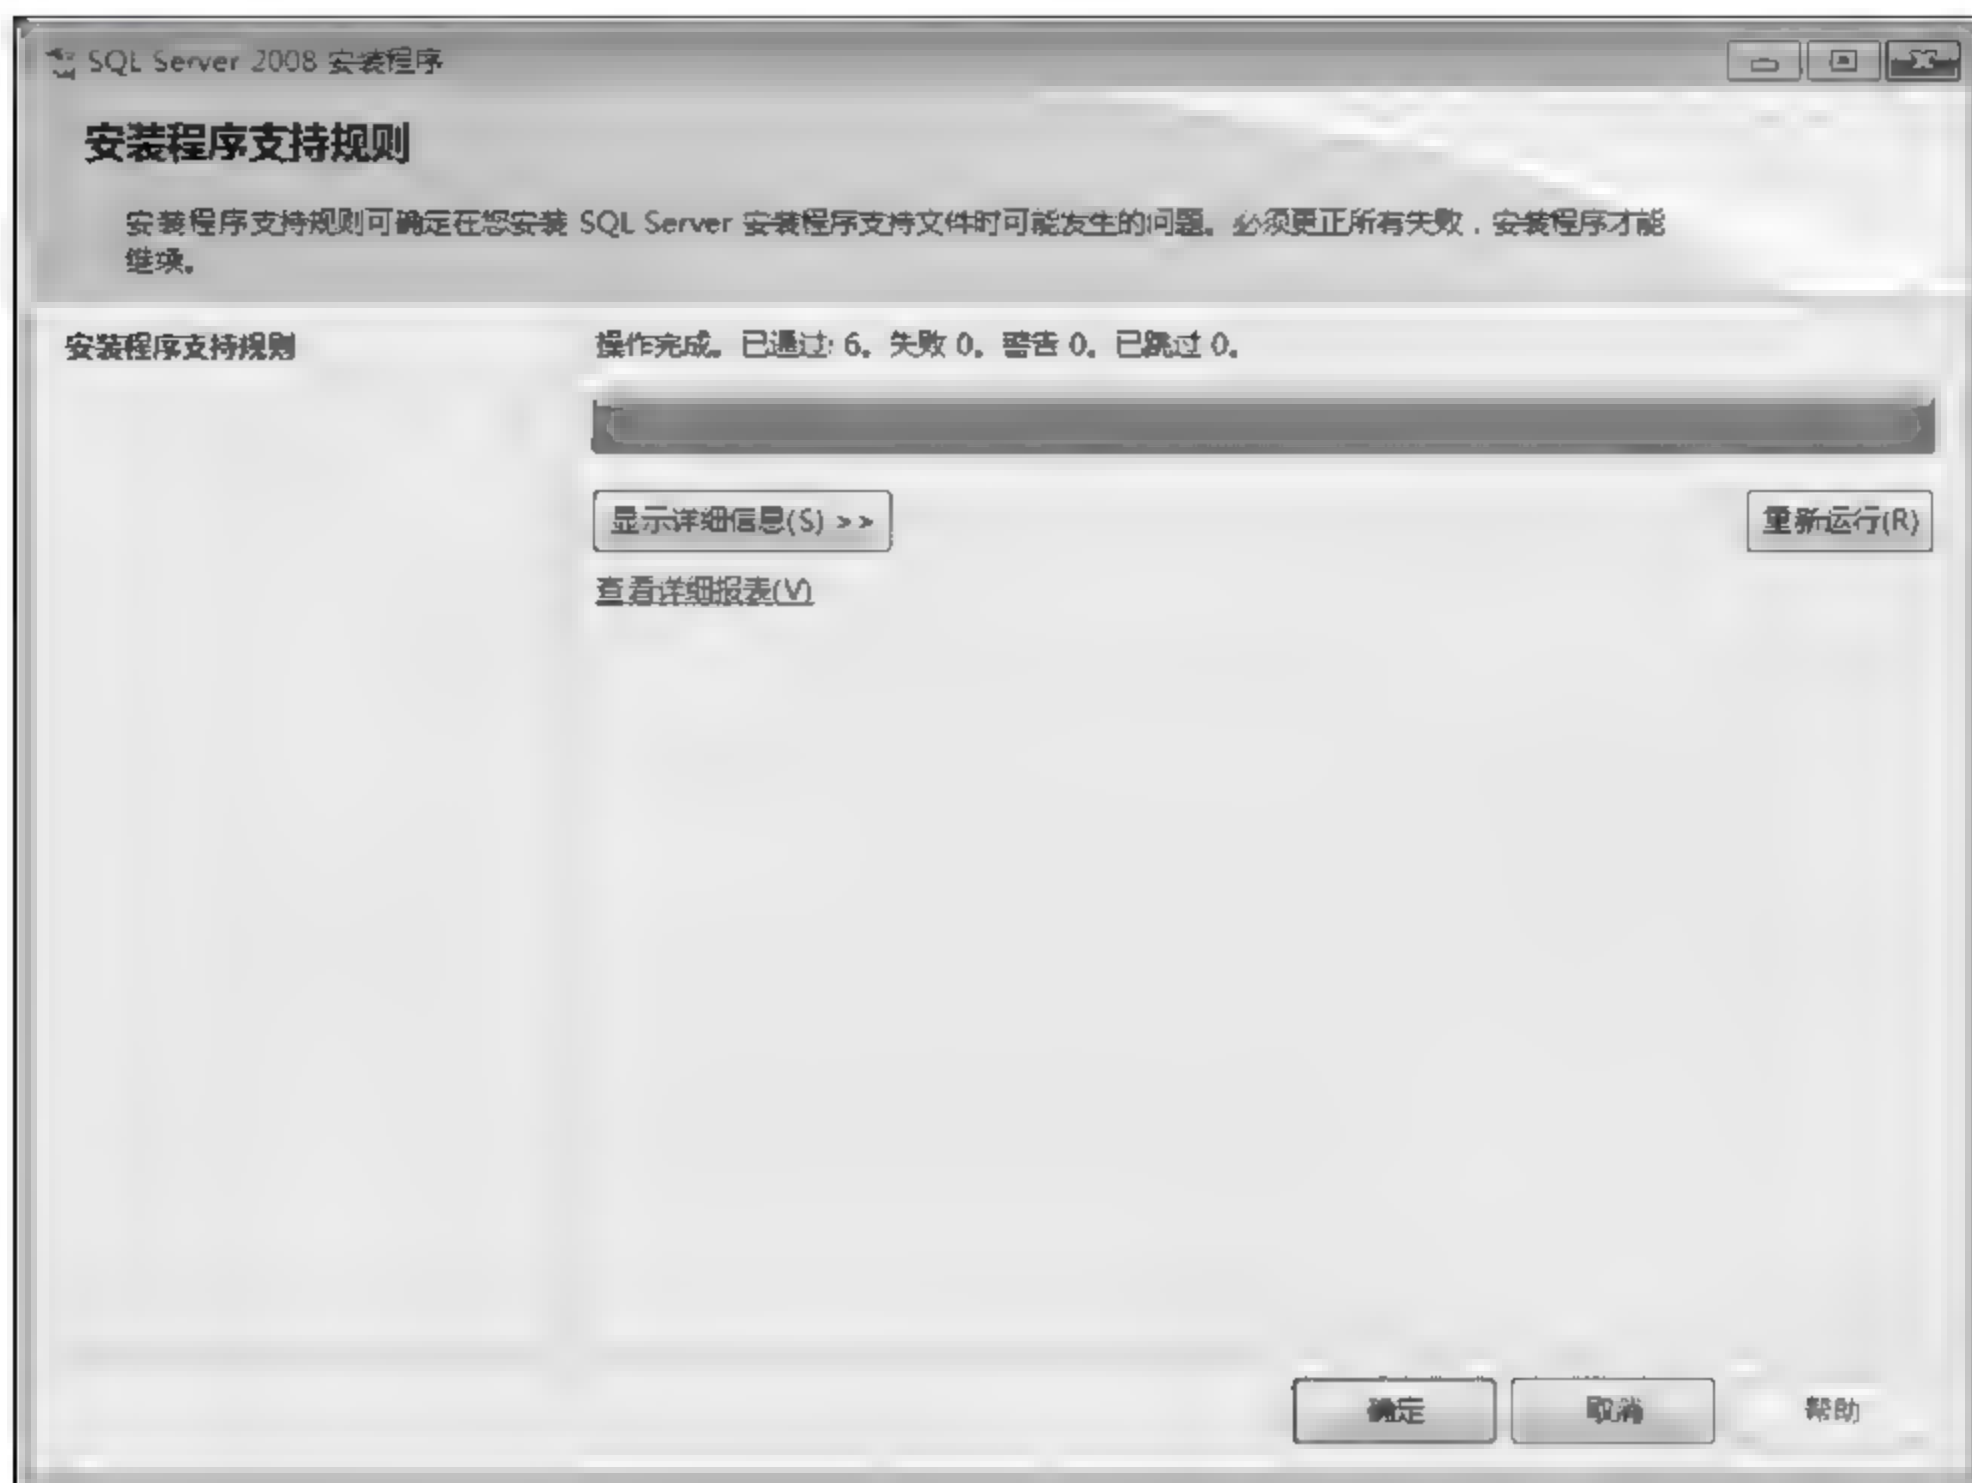 SQL Server 2008 安装程序
安装程序支持规则
安装程序支持规则可确定在您安装 SQL Server 安装程序支持文件时可能发生的问题。必须更正所有失败，安装程序才能
继续。
安装程序支持规则
操作完成。已通过: 6。失败 0。警告 0。已跳过 0。
显示详细信息(S) >>
重新运行(R)
查看详细报表(V)
确定
取消
帮助